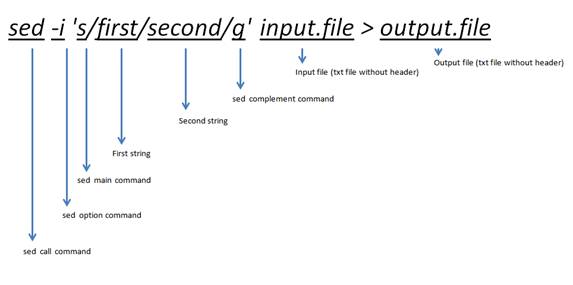 sed -i 's/first/second/g' input.file > output.file
Output file (txt file without header)
Input file (txt file without header)
sed complement command
Second string
First string
sed main command
sed option command
sed call command